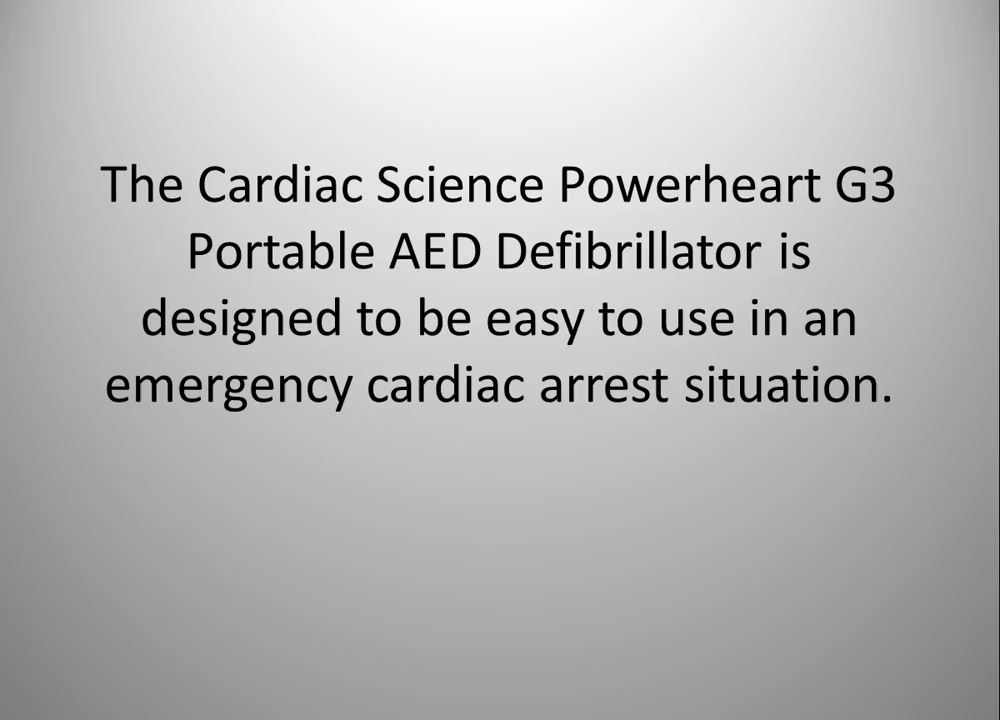 The Cardiac Science Powerheart G3
Portable AED Defibrillator is
designed to be easy to use in an
emergency cardiac arrest situation.